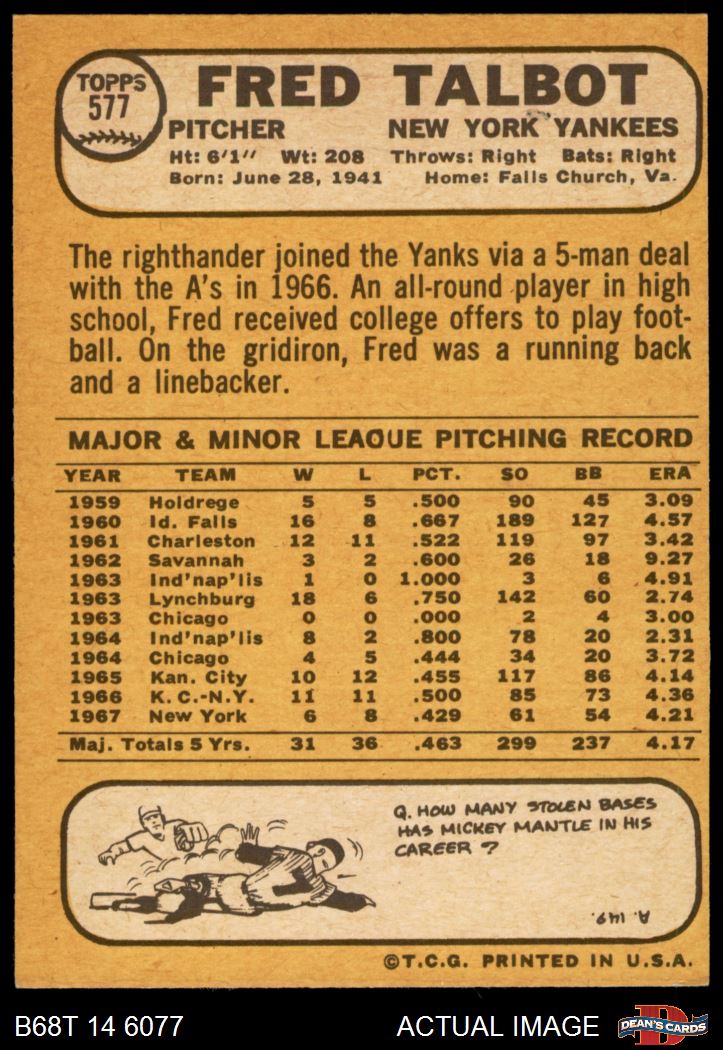 TOPPS
577
FRED TALBOT
PITCHER NEW YORK YANKEES
Ht: 6'1" Wt: 208 Throws: Right Bats: Right
Born: June 28, 1941 Home: Falls Church, Va.
The righthander joined the Yanks via a 5-man deal
with the A's in 1966. An all-round player in high
school, Fred received college offers to play foot-
ball. On the gridiron, Fred was a running back
and a linebacker.
MAJOR & MINOR LEAGUE PITCHING RECORD
YEAR TEAM W L PCT. SO BB ERA
1959 Holdrege 5 5 .500 90 45 3.09
1960 Id. Falls 16 8 .667 189 127 4.57
1961 Charleston 12 11 .522 119 97 3.42
1962 Savannah 3 2 .600 26 18 9.27
1963 Ind'nap'lis 1 0 1.000 3 6 4.91
1963 Lynchburg 18 6 .750 142 60 2.74
1963 Chicago 0 0 .000 2 4 3.00
1964 Ind'nap'lis 8 2 .800 78 20 2.31
1964 Chicago 4 5 .444 34 20 3.72
1965 Kan. City 10 12 .455 117 86 4.14
1966 K. C.-N.Y. 11 11 .500 85 73 4.36
1967 New York 6 8 .429 61 54 4.21
Maj. Totals 5 Yrs. 31 36 .463 299 237 4.17
Q. HOW MANY STOLEN BASES
HAS MICKEY MANTLE IN HIS
CAREER ?
A. 149.
©T.C.G. PRINTED IN U.S.A.
B68T 14 6077 ACTUAL IMAGE D DEAN'S CARDS